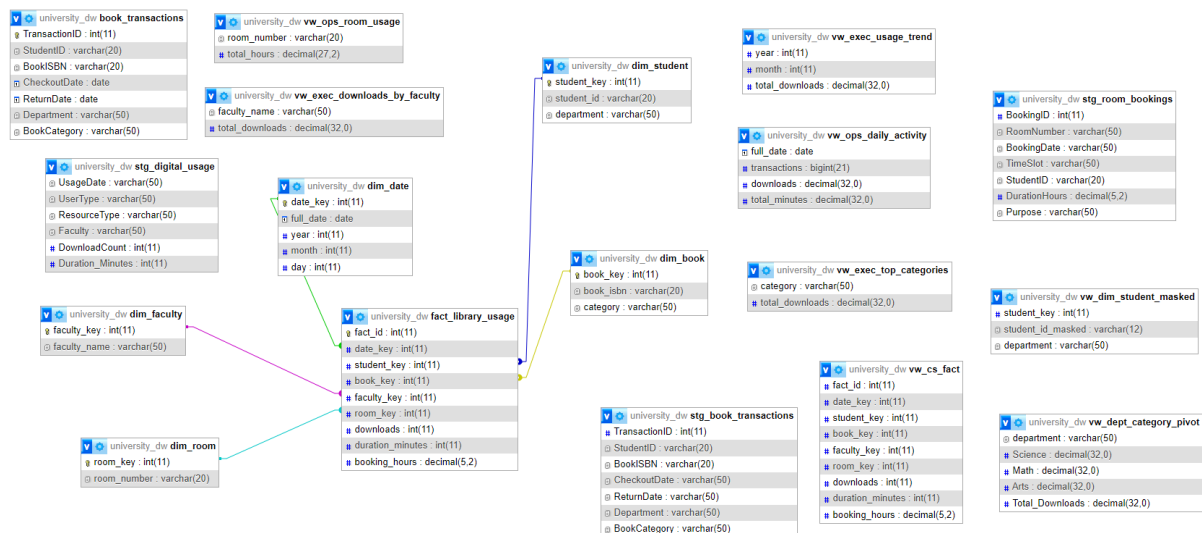 university_dw book_transactions
TransactionID : int(11)
StudentID : varchar(20)
BookISBN : varchar(20)
CheckoutDate : date
ReturnDate : date
Department : varchar(50)
BookCategory : varchar(50)
university_dw vw_ops_room_usage
room_number : varchar(20)
total_hours : decimal(27,2)
university_dw vw_exec_downloads_by_faculty
faculty_name : varchar(50)
total_downloads : decimal(32,0)
university_dw dim_student
student_key : int(11)
student_id : varchar(20)
department : varchar(50)
university_dw vw_exec_usage_trend
year : int(11)
month : int(11)
total_downloads : decimal(32,0)
university_dw stg_room_bookings
BookingID : int(11)
RoomNumber : varchar(50)
BookingDate : varchar(50)
TimeSlot : varchar(50)
StudentID : varchar(20)
DurationHours : decimal(5,2)
Purpose : varchar(50)
university_dw vw_ops_daily_activity
full_date : date
transactions : bigint(21)
downloads : decimal(32,0)
total_minutes : decimal(32,0)
university_dw stg_digital_usage
UsageDate : varchar(50)
UserType : varchar(50)
ResourceType : varchar(50)
Faculty : varchar(50)
DownloadCount : int(11)
Duration_Minutes : int(11)
university_dw dim_date
date_key : int(11)
full_date : date
year : int(11)
month : int(11)
day : int(11)
university_dw dim_book
book_key : int(11)
book_isbn : varchar(20)
category : varchar(50)
university_dw vw_exec_top_categories
category : varchar(50)
total_downloads : decimal(32,0)
university_dw vw_dim_student_masked
student_key : int(11)
student_id_masked : varchar(12)
department : varchar(50)
university_dw dim_faculty
faculty_key : int(11)
faculty_name : varchar(50)
university_dw fact_library_usage
fact_id : int(11)
date_key : int(11)
student_key : int(11)
book_key : int(11)
faculty_key : int(11)
room_key : int(11)
downloads : int(11)
duration_minutes : int(11)
booking_hours : decimal(5,2)
university_dw vw_cs_fact
fact_id : int(11)
date_key : int(11)
student_key : int(11)
book_key : int(11)
faculty_key : int(11)
room_key : int(11)
downloads : int(11)
duration_minutes : int(11)
booking_hours : decimal(5,2)
university_dw dim_room
room_key : int(11)
room_number : varchar(20)
university_dw stg_book_transactions
TransactionID : int(11)
StudentID : varchar(20)
BookISBN : varchar(20)
CheckoutDate : varchar(50)
ReturnDate : varchar(50)
Department : varchar(50)
BookCategory : varchar(50)
university_dw vw_dept_category_pivot
department : varchar(50)
Science : decimal(32,0)
Math : decimal(32,0)
Arts : decimal(32,0)
Total_Downloads : decimal(32,0)